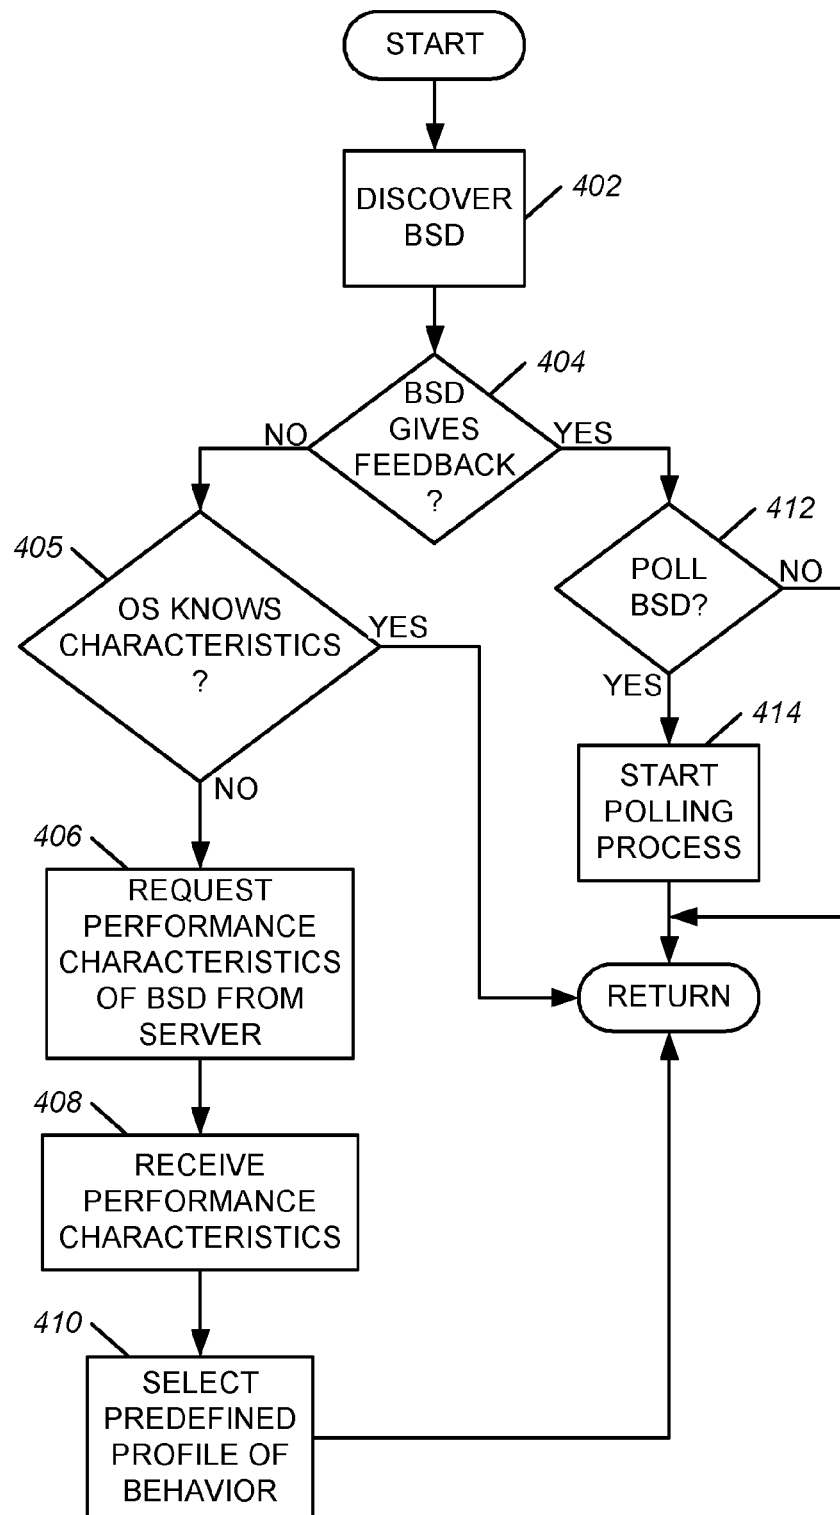 START
DISCOVER
BSD
402
BSD
GIVES
FEEDBACK
?
404
NO
YES
405
OS KNOWS
CHARACTERISTICS
?
YES
NO
412
POLL
BSD?
NO
YES
414
START
POLLING
PROCESS
RETURN
406
REQUEST
PERFORMANCE
CHARACTERISTICS
OF BSD FROM
SERVER
408
RECEIVE
PERFORMANCE
CHARACTERISTICS
410
SELECT
PREDEFINED
PROFILE OF
BEHAVIOR